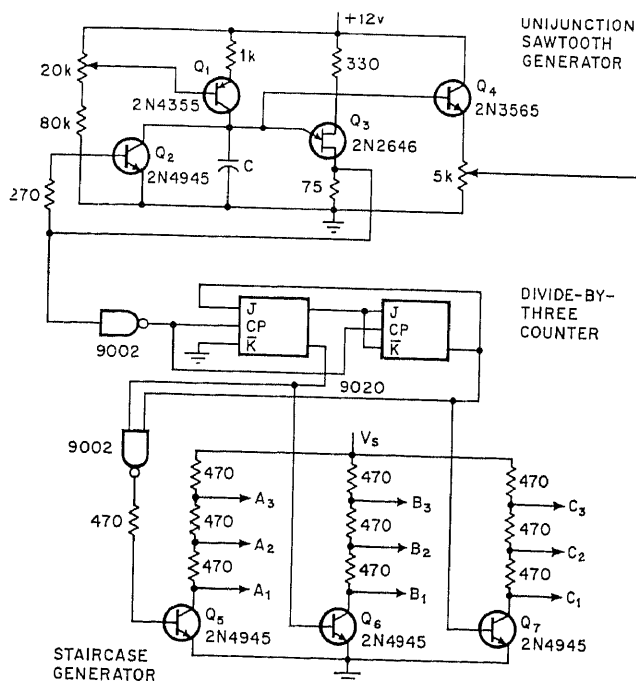 +12v
UNIJUNCTION
SAWTOOTH
GENERATOR
20k
Q1
1k
330
Q4
2N4355
2N3565
80k
Q2
Q3
2N4945
C
2N2646
270
75
5k
J
CP
K̅
J
CP
K̅
DIVIDE-BY-
THREE
COUNTER
9002
9020
9002
Vs
470
470
470
A3
B3
C3
470
470
470
470
A2
B2
C2
470
470
470
A1
B1
C1
Q5
2N4945
Q6
2N4945
Q7
2N4945
STAIRCASE
GENERATOR